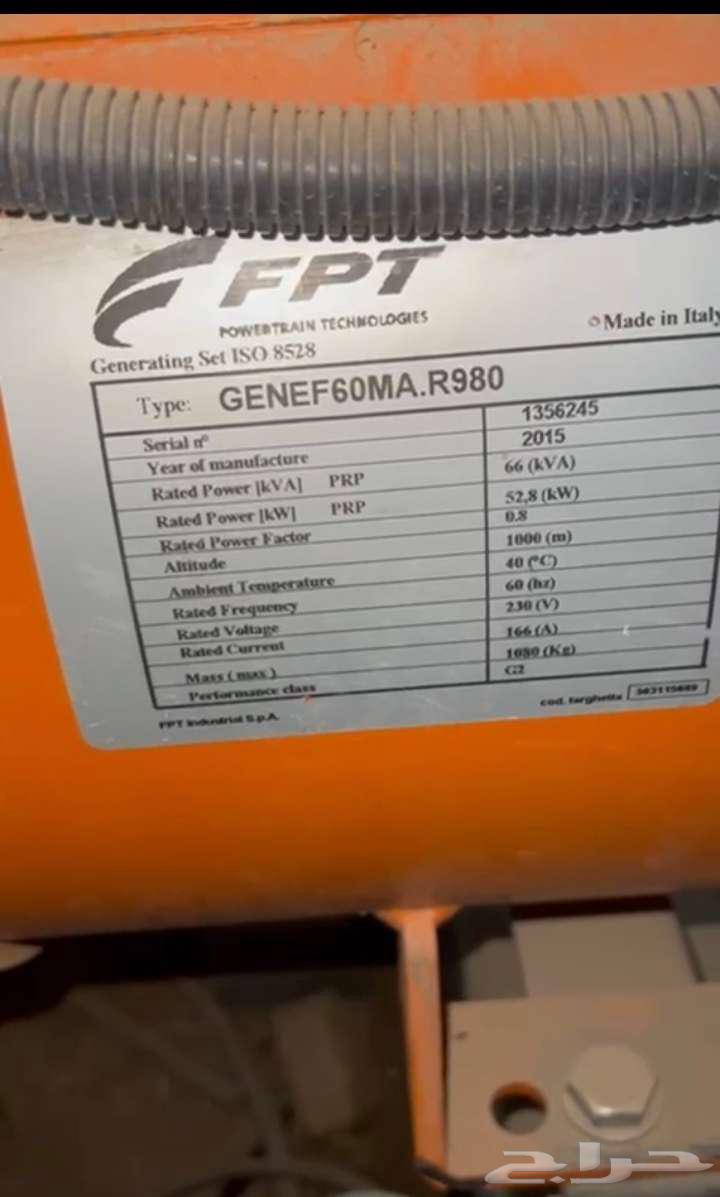 FPT
POWERTRAIN TECHNOLOGIES
Made in Italy
Generating Set ISO 8528
Type: GENEF60MA.R980
Serial nº 1356245
Year of manufacture 2015
Rated Power [kVA] PRP 66 (kVA)
Rated Power [kW] PRP 52,8 (kW)
Rated Power Factor 0.8
Altitude 1000 (m)
Ambient Temperature 40 (ºC)
Rated Frequency 60 (hz)
Rated Voltage 230 (V)
Rated Current 166 (A)
Mass (max) 1080 (Kg)
Performance class G2
FPT Industrial S.p.A. cod. targhetta
حراج